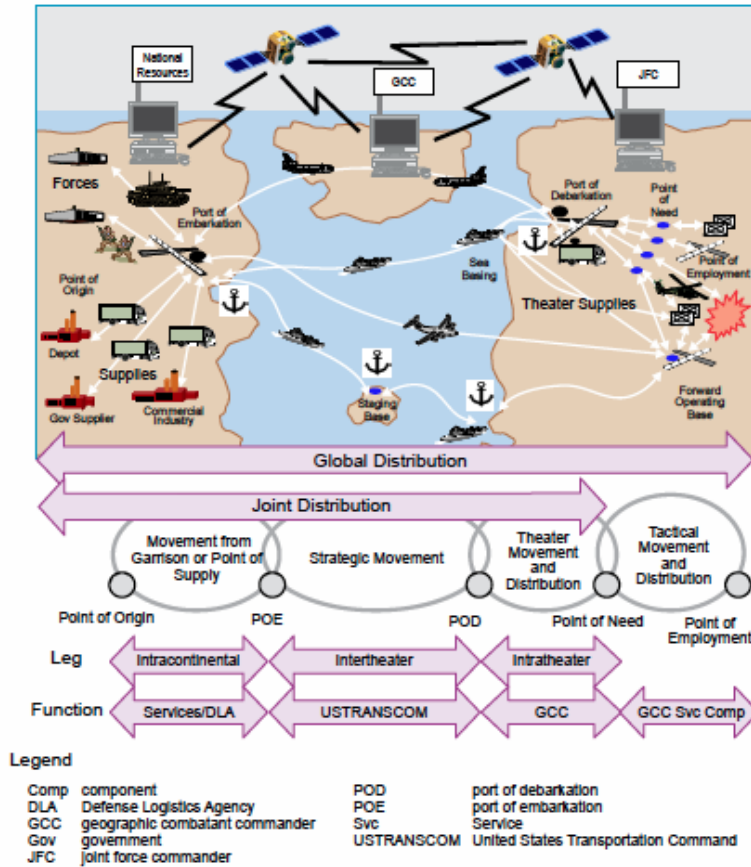 National
Resources
GCC
JFC
Forces
Port of
Embarkation
Port of
Debarkation
Point
of
Need
Point of
Origin
Sea
Basing
Point of
Employment
Theater Supplies
Depot
Supplies
Gov Supplier
Commercial
Industry
Staging
Base
Forward
Operating
Base
Global Distribution
Joint Distribution
Movement from
Garrison or Point of
Supply
Strategic Movement
Theater
Movement
and
Distribution
Tactical
Movement
and
Distribution
Point of Origin
POE
POD
Point of Need
Point of
Employment
Leg
Intracontinental
Intertheater
Intratheater
Function
Services/DLA
USTRANSCOM
GCC
GCC Svc Comp
Legend
Comp component
DLA Defense Logistics Agency
GCC geographic combatant commander
Gov government
JFC joint force commander
POD port of debarkation
POE port of embarkation
Svc Service
USTRANSCOM United States Transportation Command